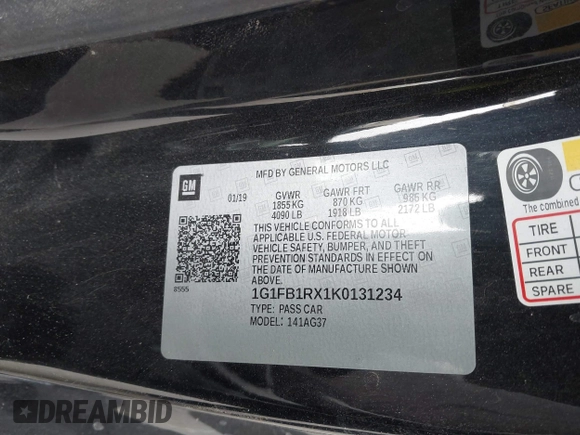 MFD BY GENERAL MOTORS LLC
GM
01/19
GVWR
1855 KG
4090 LB
GAWR FRT
870 KG
1918 LB
GAWR RR
985 KG
2172 LB
THIS VEHICLE CONFORMS TO ALL
APPLICABLE U.S. FEDERAL MOTOR
VEHICLE SAFETY, BUMPER, AND THEFT
PREVENTION STANDARDS IN EFFECT ON
THE DATE OF MANUFACTURE SHOWN
ABOVE.
1G1FB1RX1K0131234
TYPE: PASS CAR
MODEL: 141AG37
The combined
TIRE
FRONT
REAR
SPARE
DREAMBID